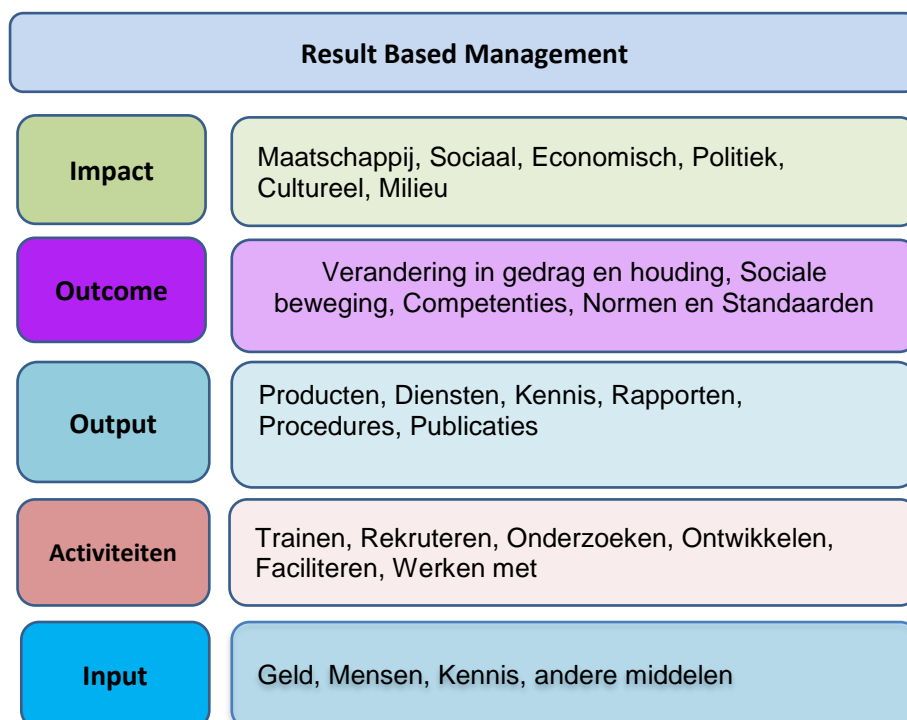 Result Based Management
Impact
Maatschappij, Sociaal, Economisch, Politiek,
Cultureel, Milieu
Outcome
Verandering in gedrag en houding, Sociale
beweging, Competenties, Normen en Standaarden
Output
Producten, Diensten, Kennis, Rapporten,
Procedures, Publicaties
Activiteiten
Trainen, Rekruteren, Onderzoeken, Ontwikkelen,
Faciliteren, Werken met
Input
Geld, Mensen, Kennis, andere middelen